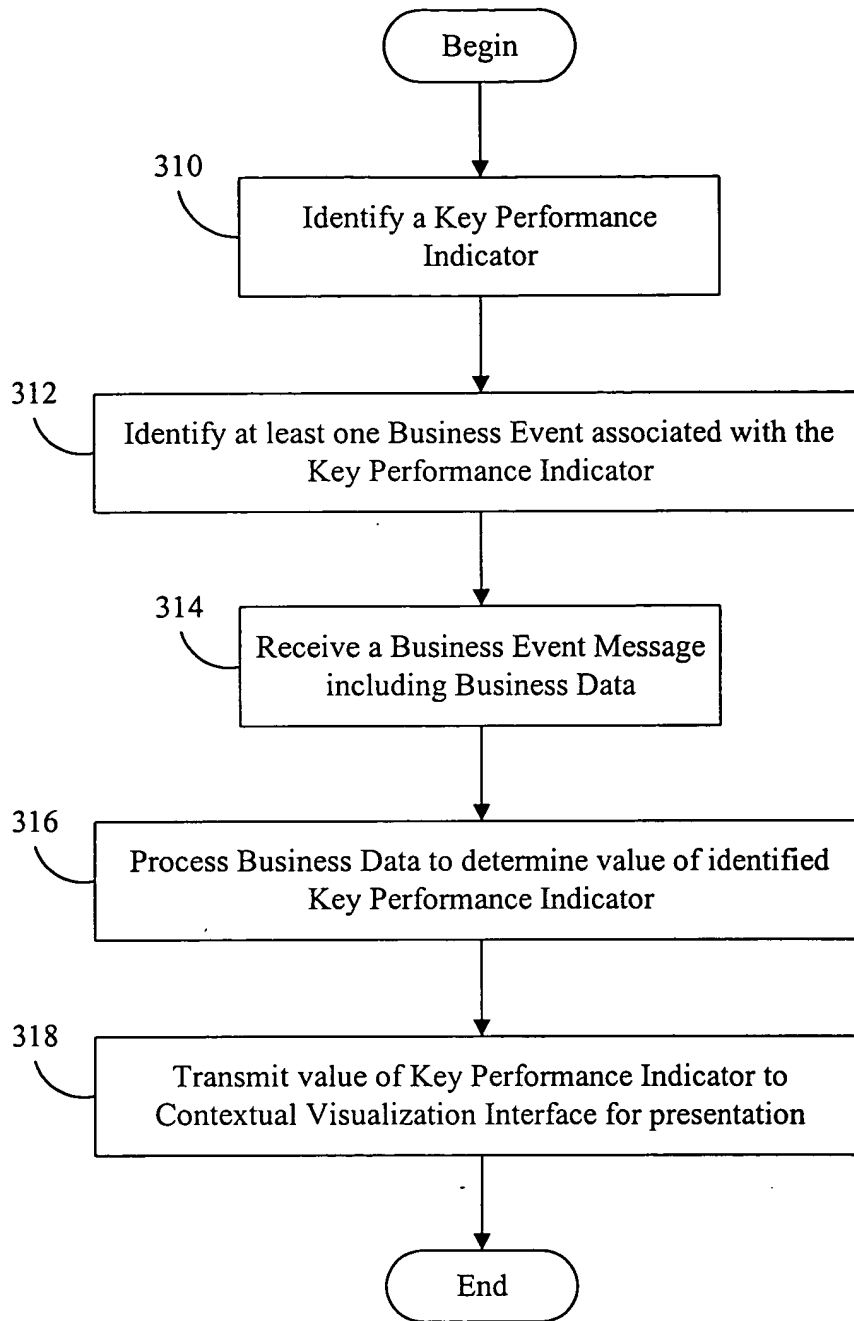 Begin
310
Identify a Key Performance
Indicator
312
Identify at least one Business Event associated with the
Key Performance Indicator
314
Receive a Business Event Message
including Business Data
316
Process Business Data to determine value of identified
Key Performance Indicator
318
Transmit value of Key Performance Indicator to
Contextual Visualization Interface for presentation
End